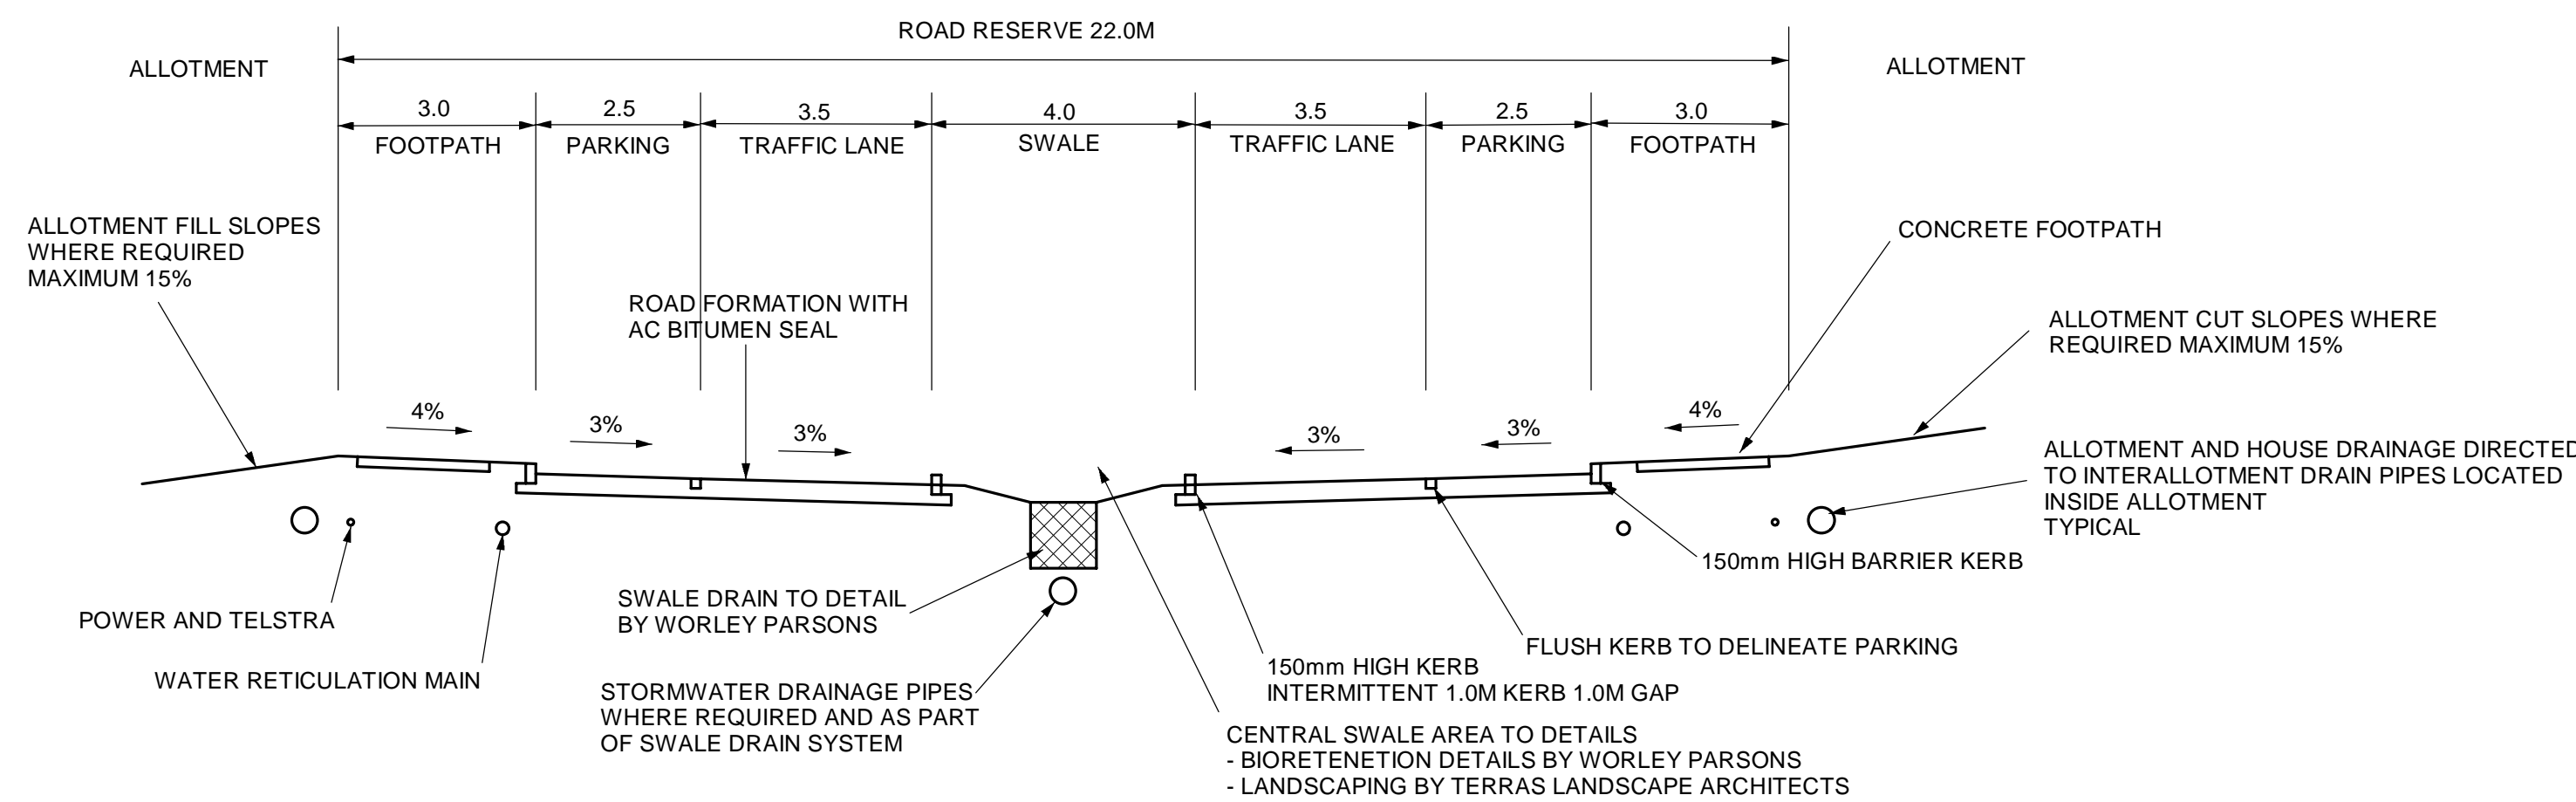 ROAD RESERVE 22.0M
ALLOTMENT
ALLOTMENT
3.0
2.5
3.5
4.0
3.5
2.5
3.0
FOOTPATH
PARKING
TRAFFIC LANE
SWALE
TRAFFIC LANE
PARKING
FOOTPATH
ALLOTMENT FILL SLOPES
WHERE REQUIRED
MAXIMUM 15%
CONCRETE FOOTPATH
ROAD FORMATION WITH
AC BITUMEN SEAL
ALLOTMENT CUT SLOPES WHERE
REQUIRED MAXIMUM 15%
4%
3%
3%
3%
3%
4%
ALLOTMENT AND HOUSE DRAINAGE DIRECTED
TO INTERALLOTMENT DRAIN PIPES LOCATED
INSIDE ALLOTMENT
TYPICAL
150mm HIGH BARRIER KERB
POWER AND TELSTRA
SWALE DRAIN TO DETAIL
BY WORLEY PARSONS
FLUSH KERB TO DELINEATE PARKING
WATER RETICULATION MAIN
150mm HIGH KERB
INTERMITTENT 1.0M KERB 1.0M GAP
STORMWATER DRAINAGE PIPES
WHERE REQUIRED AND AS PART
OF SWALE DRAIN SYSTEM
CENTRAL SWALE AREA TO DETAILS
- BIORETENETION DETAILS BY WORLEY PARSONS
- LANDSCAPING BY TERRAS LANDSCAPE ARCHITECTS